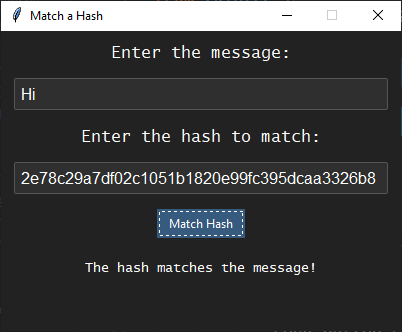 Match a Hash
Enter the message:
Hi
Enter the hash to match:
2e78c29a7df02c1051b1820e99fc395dcaa3326b8
Match Hash
The hash matches the message!